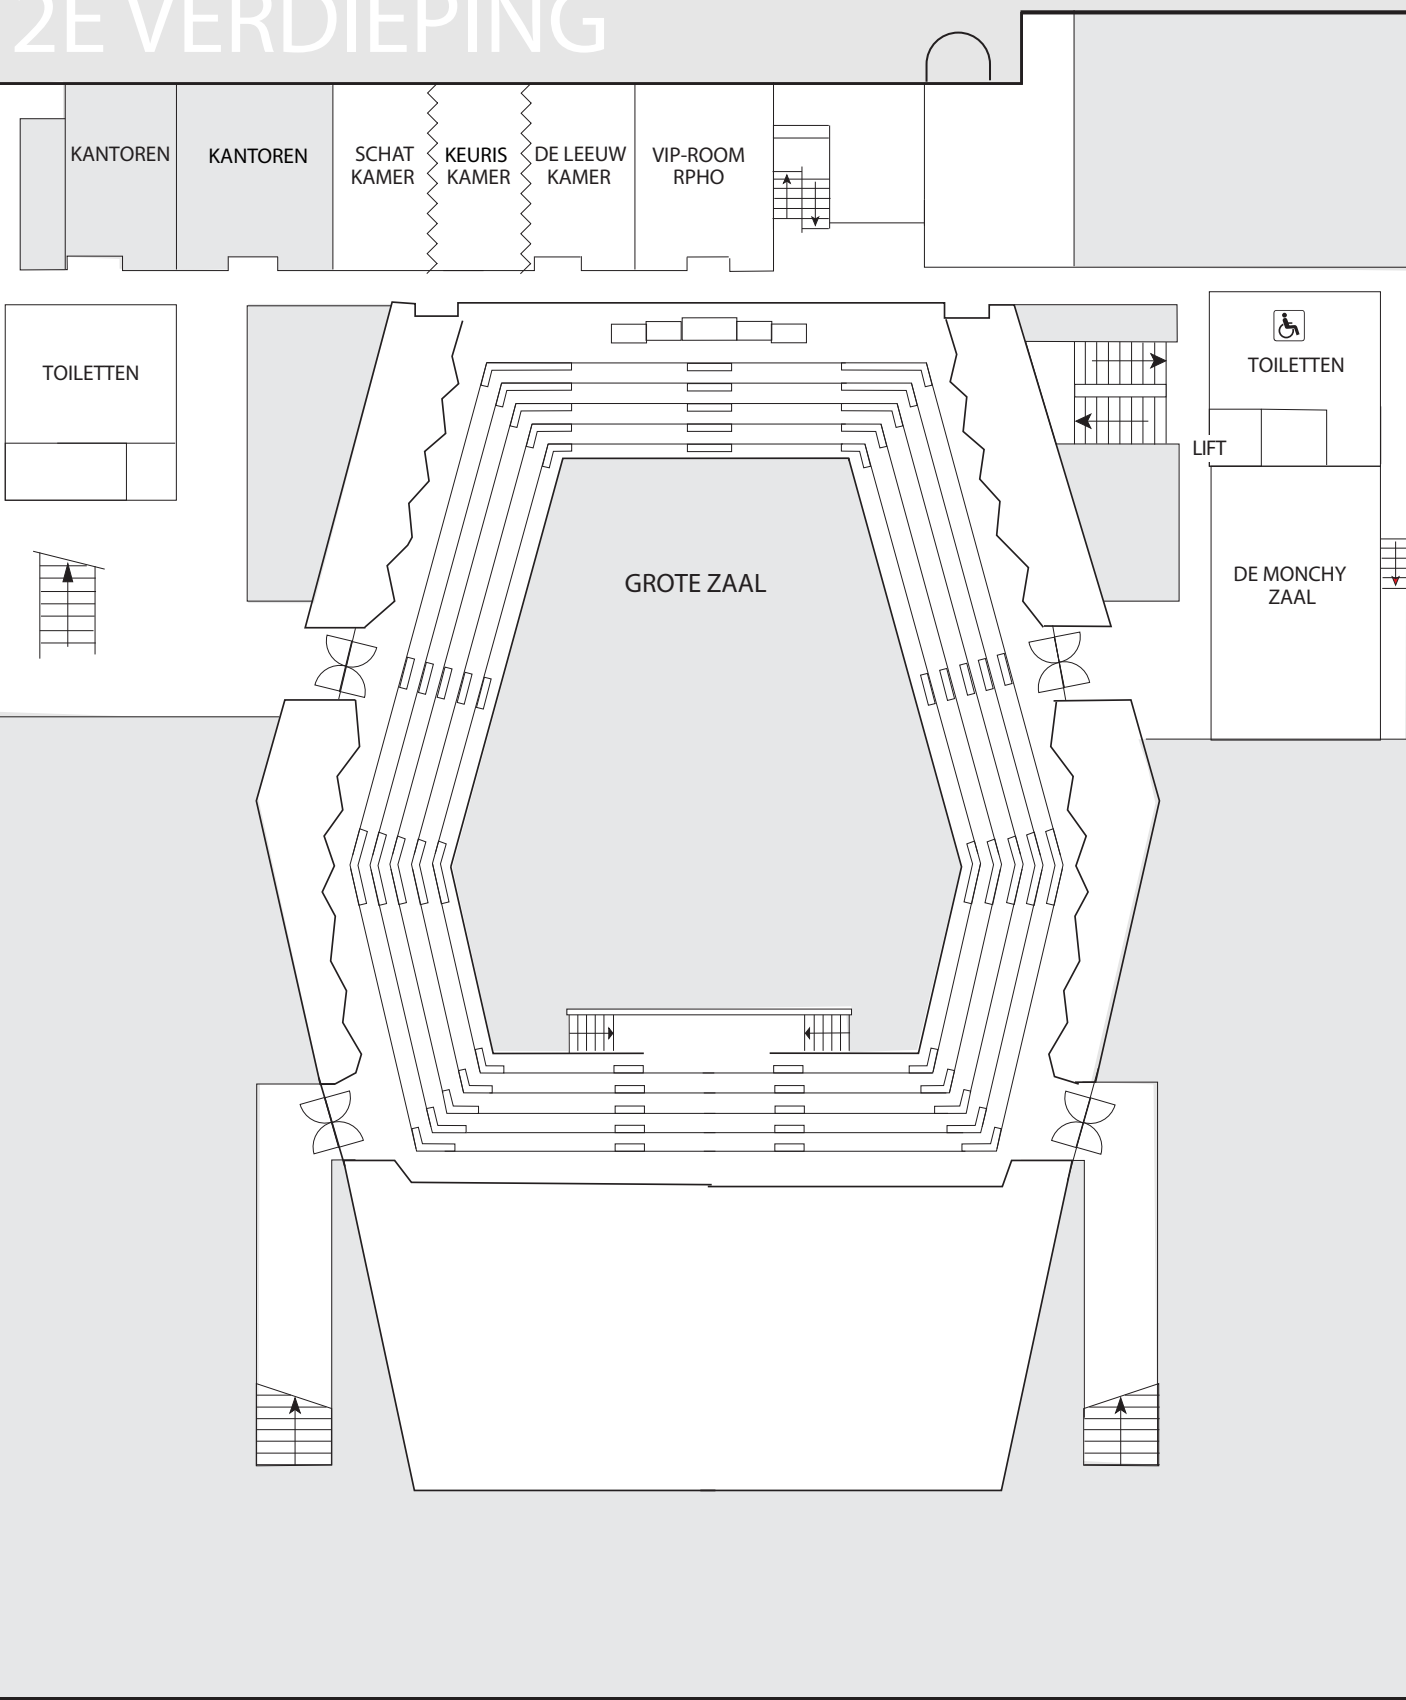 2E VERDIEPING
KANTOREN
KANTOREN
SCHAT
KAMER
KEURIS
KAMER
DE LEEUW
KAMER
VIP-ROOM
RPHO
TOILETTEN
TOILETTEN
LIFT
GROTE ZAAL
DE MONCHY
ZAAL